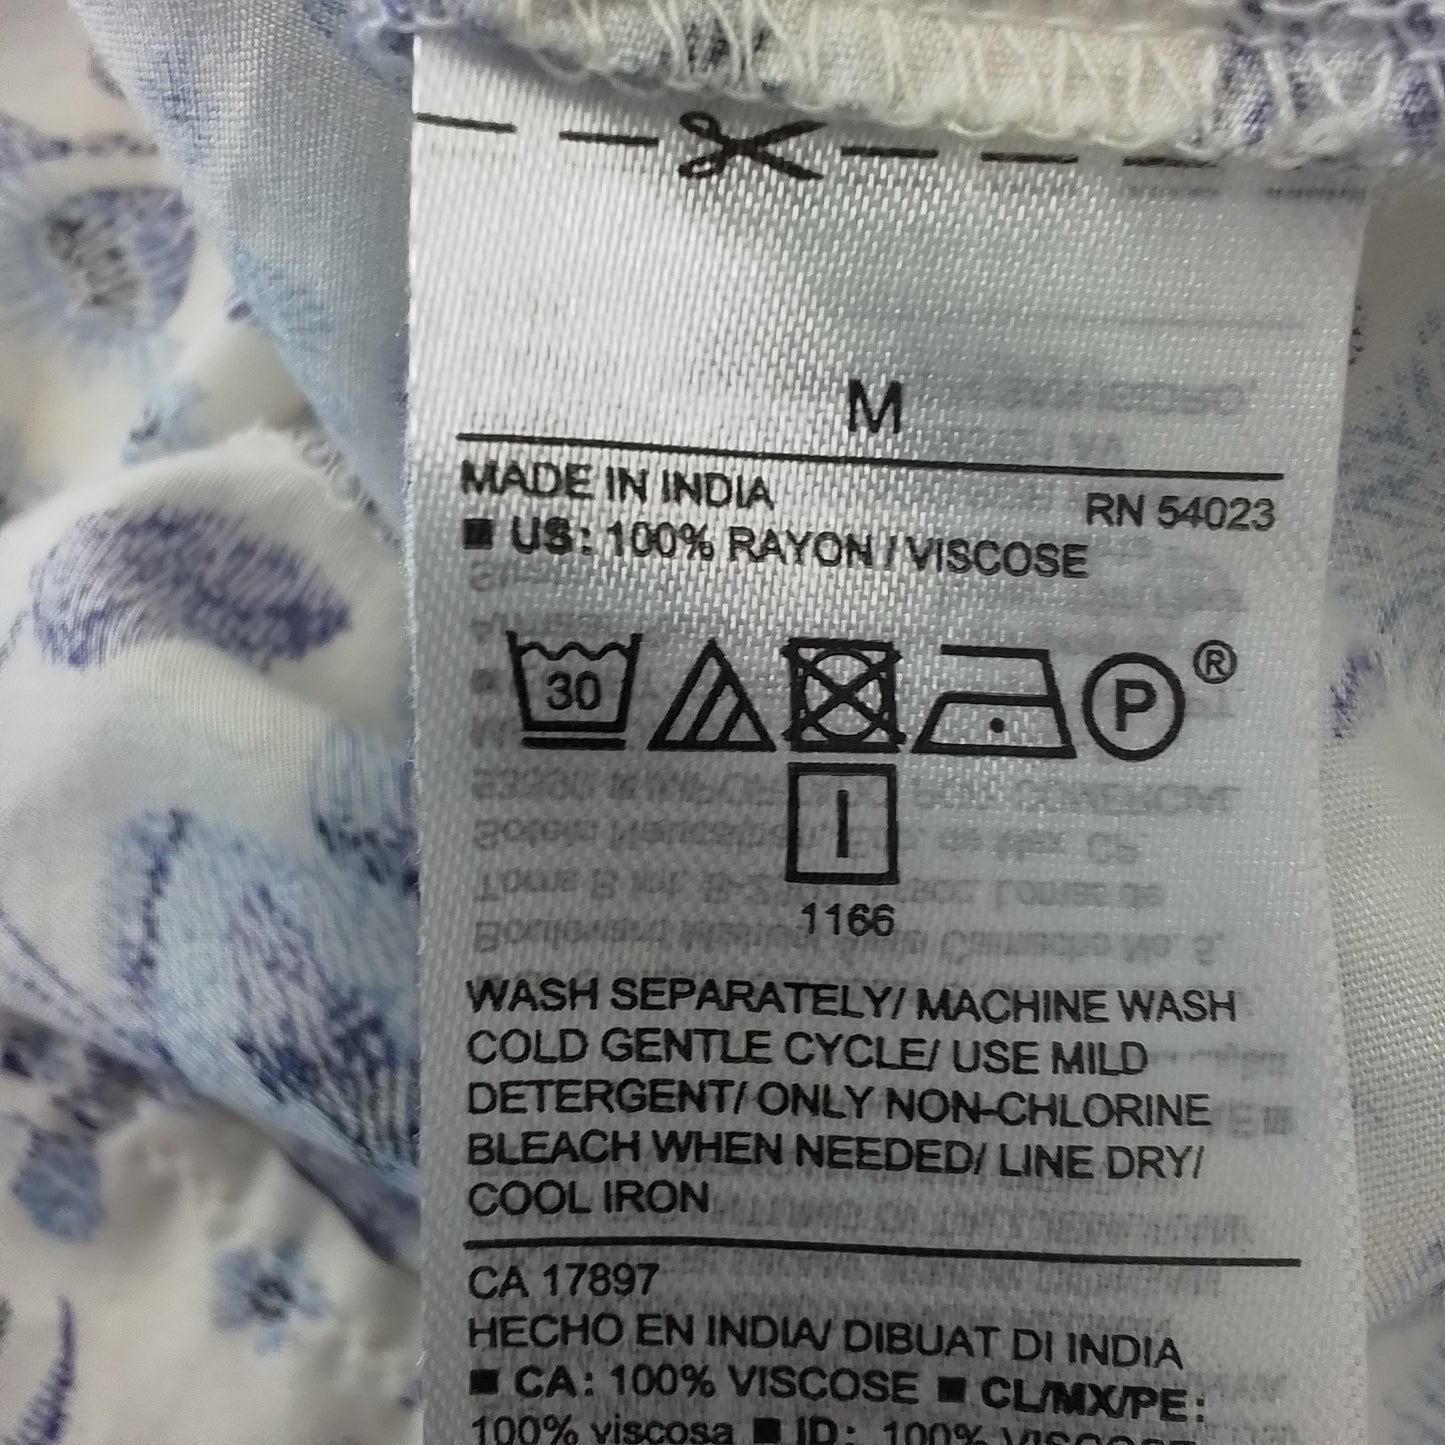 M
MADE IN INDIA RN 54023
■ US: 100% RAYON / VISCOSE
30 P ®
1166
WASH SEPARATELY/ MACHINE WASH
COLD GENTLE CYCLE/ USE MILD
DETERGENT/ ONLY NON-CHLORINE
BLEACH WHEN NEEDED/ LINE DRY/
COOL IRON
CA 17897
HECHO EN INDIA/ DIBUAT DI INDIA
■ CA: 100% VISCOSE ■ CL/MX/PE:
100% viscosa ■ ID: 100% VISCOSE